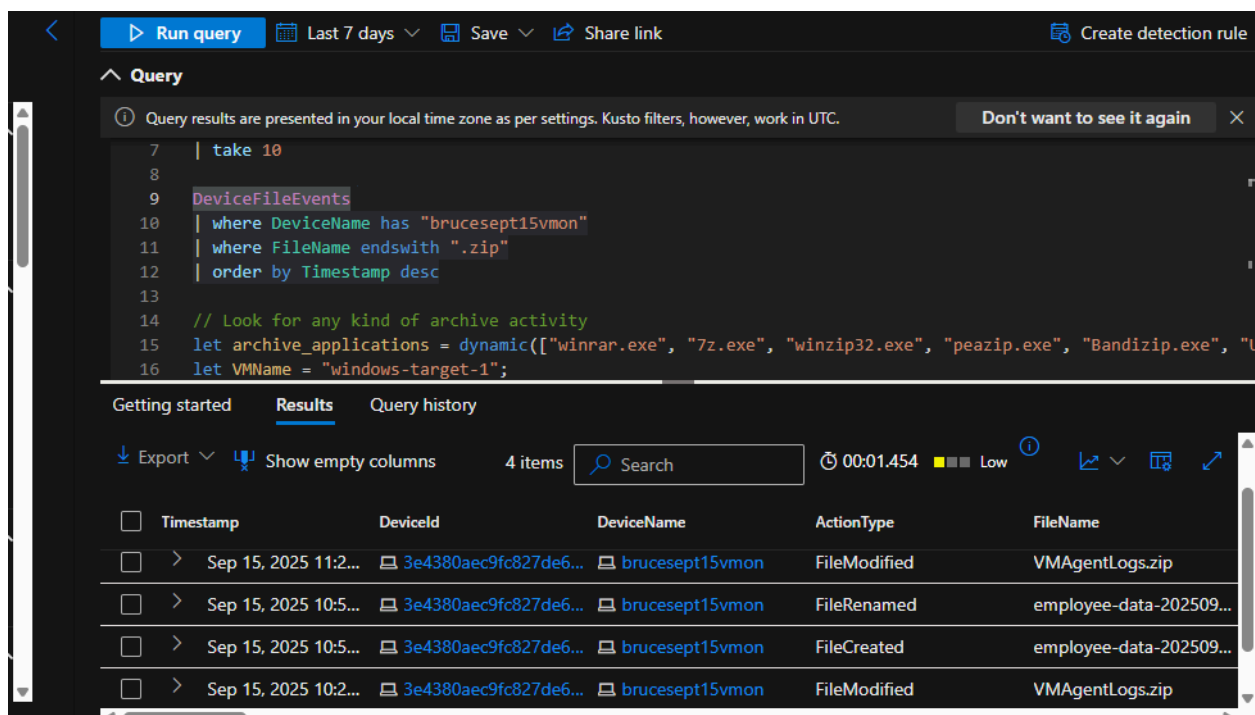 Run query Last 7 days Save Share link Create detection rule
Query
Query results are presented in your local time zone as per settings. Kusto filters, however, work in UTC. Don't want to see it again
7 | take 10
8
9 DeviceFileEvents
10 | where DeviceName has "brucesept15vmon"
11 | where FileName endswith ".zip"
12 | order by Timestamp desc
13
14 // Look for any kind of archive activity
15 let archive_applications = dynamic(["winrar.exe", "7z.exe", "winzip32.exe", "peazip.exe", "Bandizip.exe", "
16 let VMName = "windows-target-1";
Getting started Results Query history
Export Show empty columns 4 items Search 00:01.454 Low
Timestamp DeviceId DeviceName ActionType FileName
Sep 15, 2025 11:2... 3e4380aec9fc827de6... brucesept15vmon FileModified VMAgentLogs.zip
Sep 15, 2025 10:5... 3e4380aec9fc827de6... brucesept15vmon FileRenamed employee-data-202509...
Sep 15, 2025 10:5... 3e4380aec9fc827de6... brucesept15vmon FileCreated employee-data-202509...
Sep 15, 2025 10:2... 3e4380aec9fc827de6... brucesept15vmon FileModified VMAgentLogs.zip